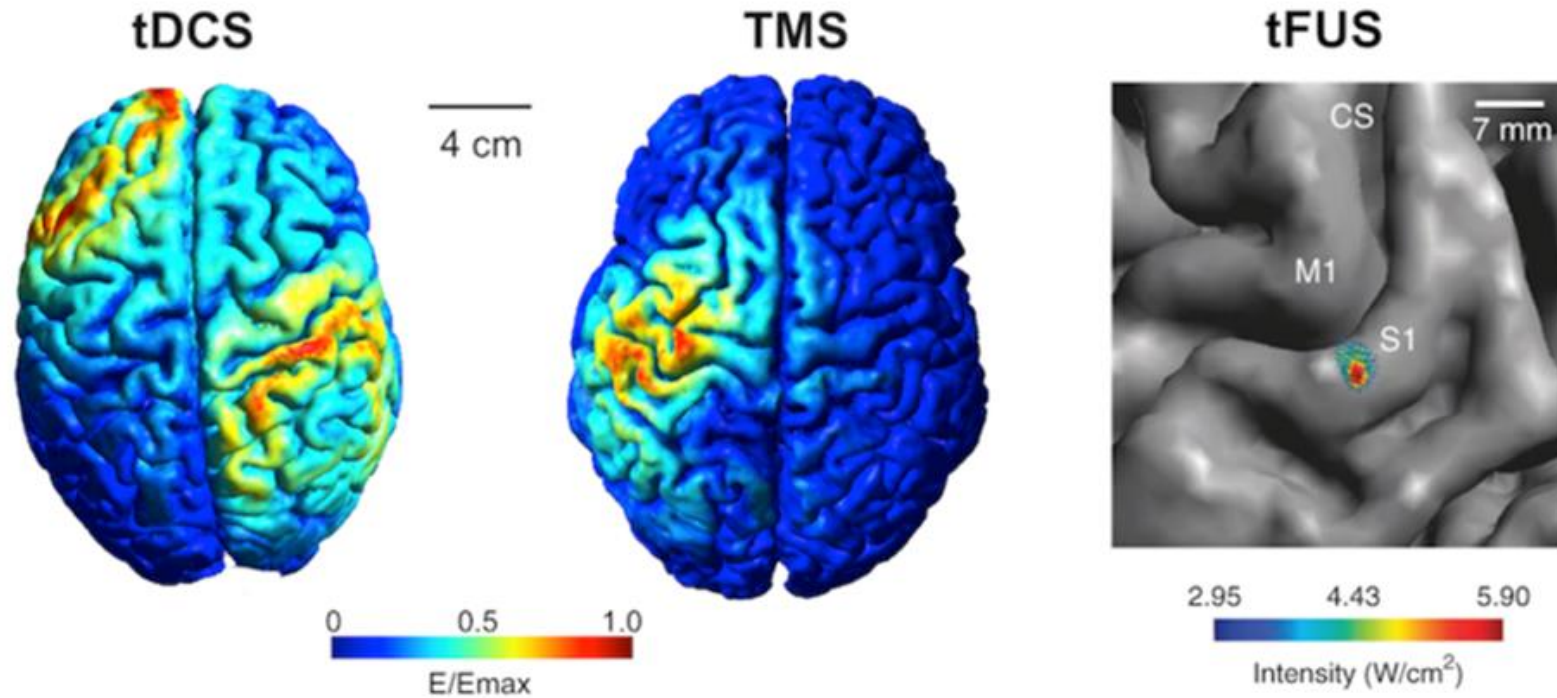 tDCS
TMS
tFUS
4 cm
CS
7 mm
M1
S1
0 0.5 1.0
E/Emax
2.95 4.43 5.90
Intensity (W/cm²)